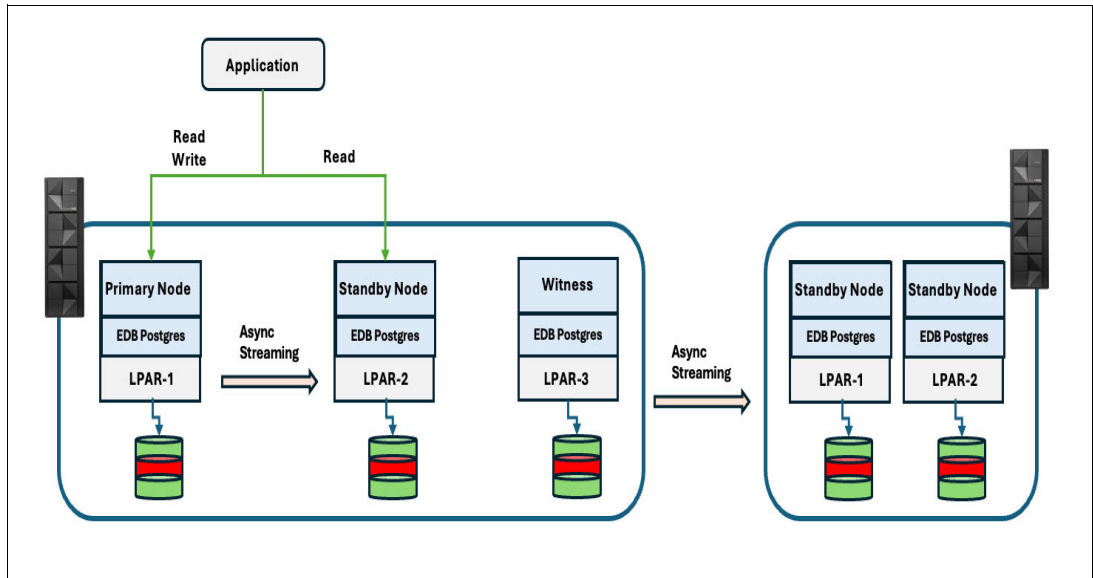 Application
Read
Write
Read
Primary Node
EDB Postgres
LPAR-1
Async
Streaming
Standby Node
EDB Postgres
LPAR-2
Witness
EDB Postgres
LPAR-3
Async
Streaming
Standby Node
EDB Postgres
LPAR-1
Standby Node
EDB Postgres
LPAR-2